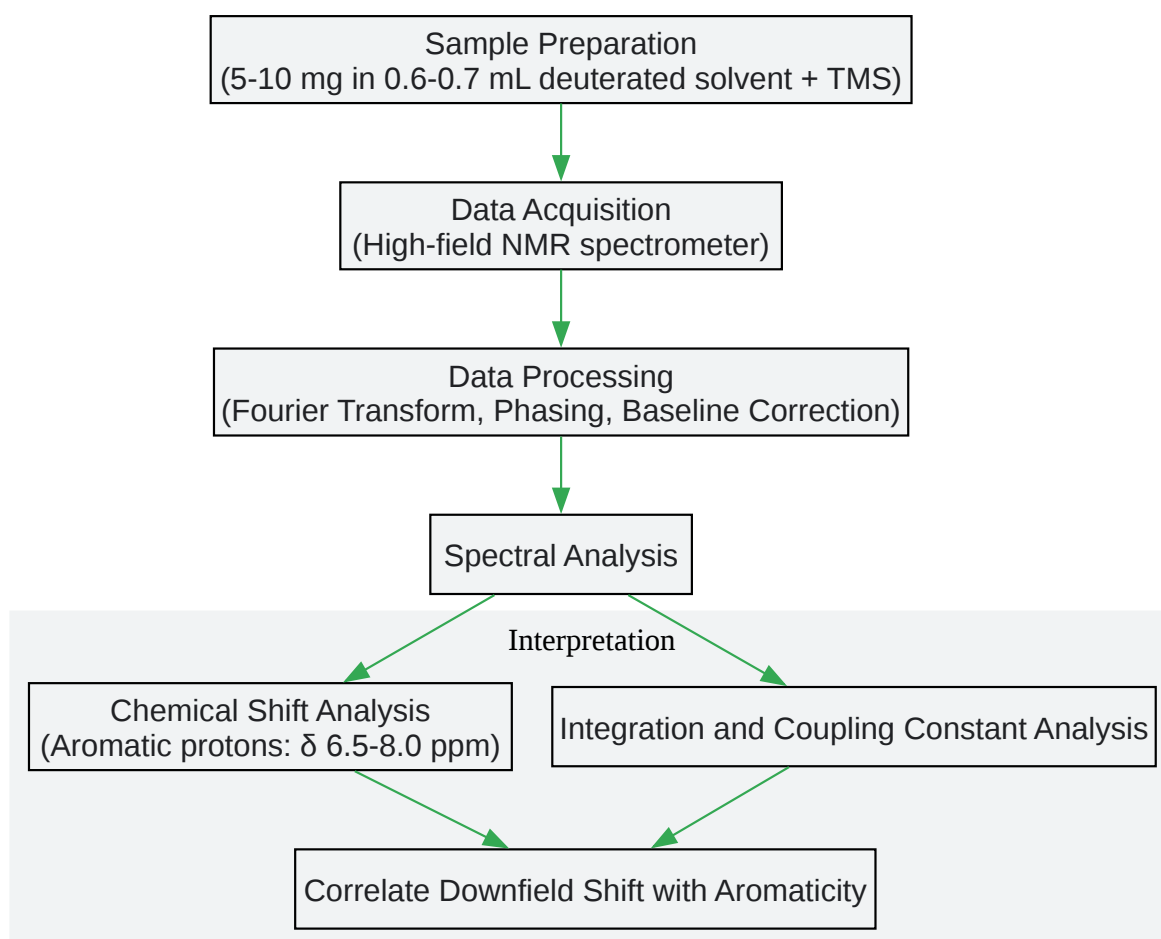 Sample Preparation
(5-10 mg in 0.6-0.7 mL deuterated solvent + TMS)
Data Acquisition
(High-field NMR spectrometer)
Data Processing
(Fourier Transform, Phasing, Baseline Correction)
Spectral Analysis
Interpretation
Chemical Shift Analysis
(Aromatic protons: δ 6.5-8.0 ppm)
Integration and Coupling Constant Analysis
Correlate Downfield Shift with Aromaticity